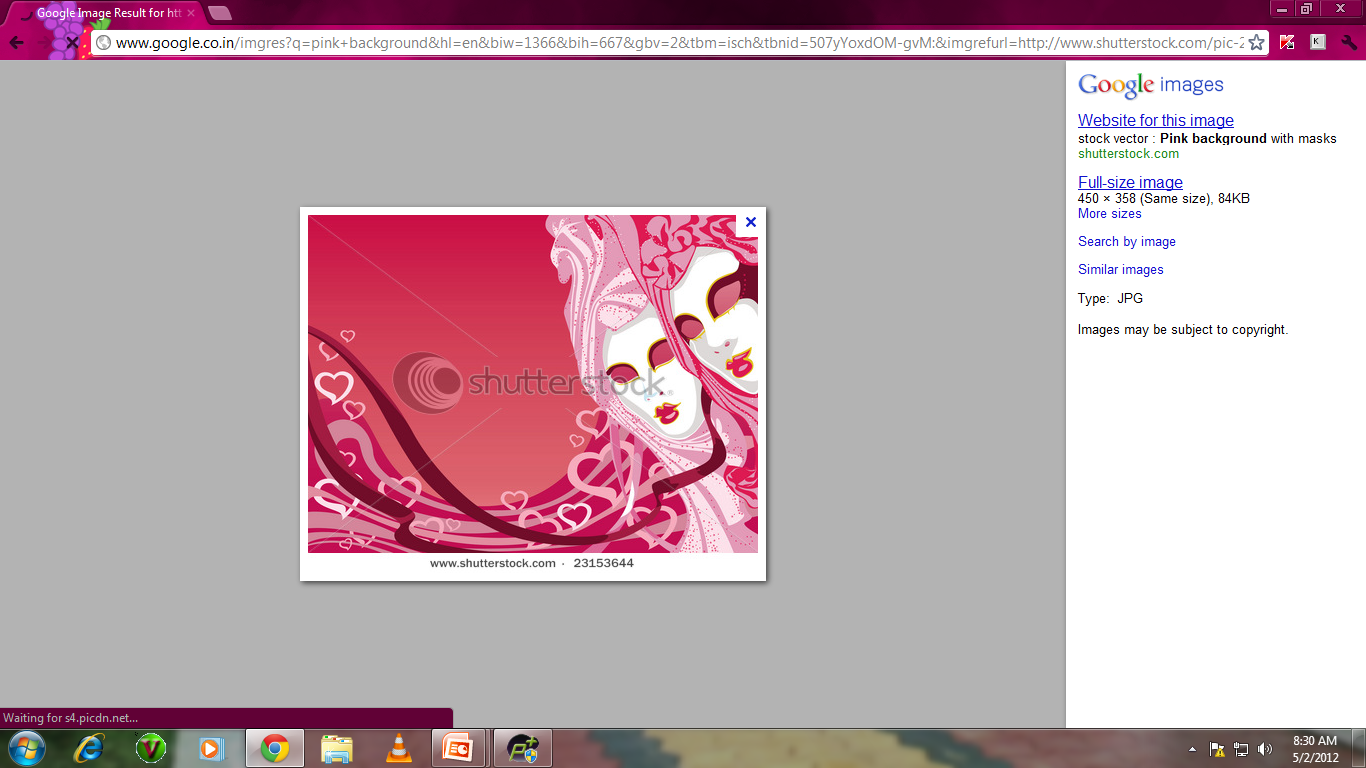 Google Image Result for htt
www.google.co.in/imgres?q=pink+background&hl=en&biw=1366&bih=667&gbv=2&tbm=isch&tbnid=507yYoxdOM-gvM:&imgrefurl=http://www.shutterstock.com/pic-2
Google images
Website for this image
stock vector : Pink background with masks
shutterstock.com
Full-size image
450 × 358 (Same size), 84KB
More sizes
Search by image
Similar images
Type: JPG
Images may be subject to copyright.
shutterstock
www.shutterstock.com · 23153644
Waiting for s4.picdn.net...
8:30 AM
5/2/2012